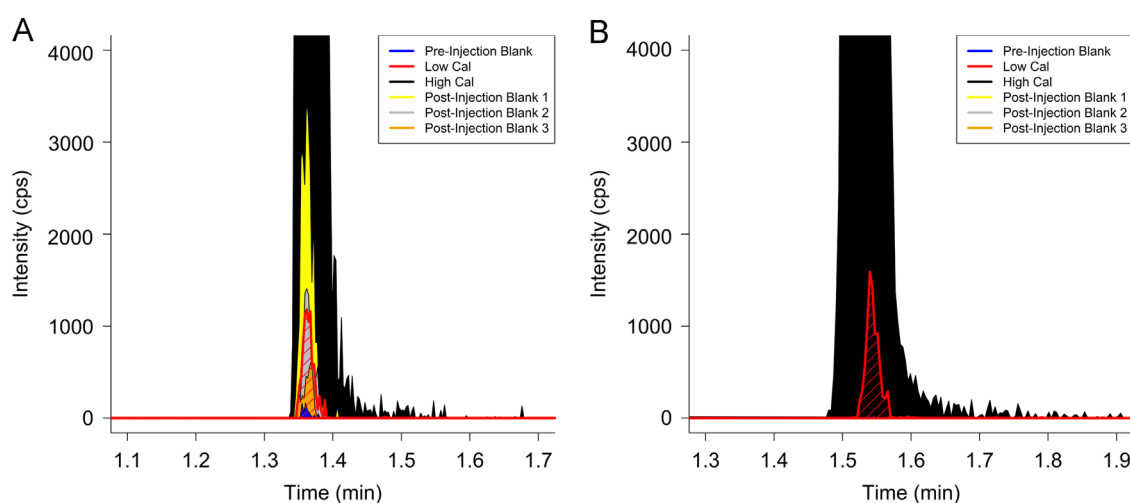 A
4000
3000
2000
1000
0
Intensity (cps)
1.1 1.2 1.3 1.4 1.5 1.6 1.7
Time (min)
Pre-Injection Blank
Low Cal
High Cal
Post-Injection Blank 1
Post-Injection Blank 2
Post-Injection Blank 3
B
4000
3000
2000
1000
0
Intensity (cps)
1.3 1.4 1.5 1.6 1.7 1.8 1.9
Time (min)
Pre-Injection Blank
Low Cal
High Cal
Post-Injection Blank 1
Post-Injection Blank 2
Post-Injection Blank 3